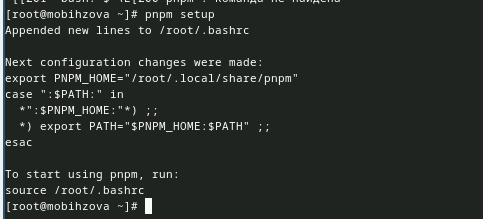 [root@mobihzova ~]# pnpm setup
Appended new lines to /root/.bashrc

Next configuration changes were made:
export PNPM_HOME="/root/.local/share/pnpm"
case ":$PATH:" in
  *":$PNPM_HOME:"*) ;;
  *) export PATH="$PNPM_HOME:$PATH" ;;
esac

To start using pnpm, run:
source /root/.bashrc
[root@mobihzova ~]#